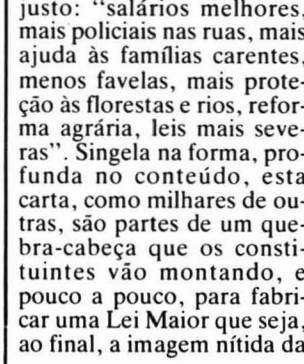 justo: "salários melhores,
mais policiais nas ruas, mais
ajuda às famílias carentes,
menos favelas, mais prote-
ção às florestas e rios, refor-
ma agrária, leis mais seve-
ras". Singela na forma, pro-
funda no conteúdo, esta
carta, como milhares de ou-
tras, são partes de um que-
bra-cabeça que os consti-
tuintes vão montando, e
pouco a pouco, para fabri-
car uma Lei Maior que seja,
ao final, a imagem nítida da